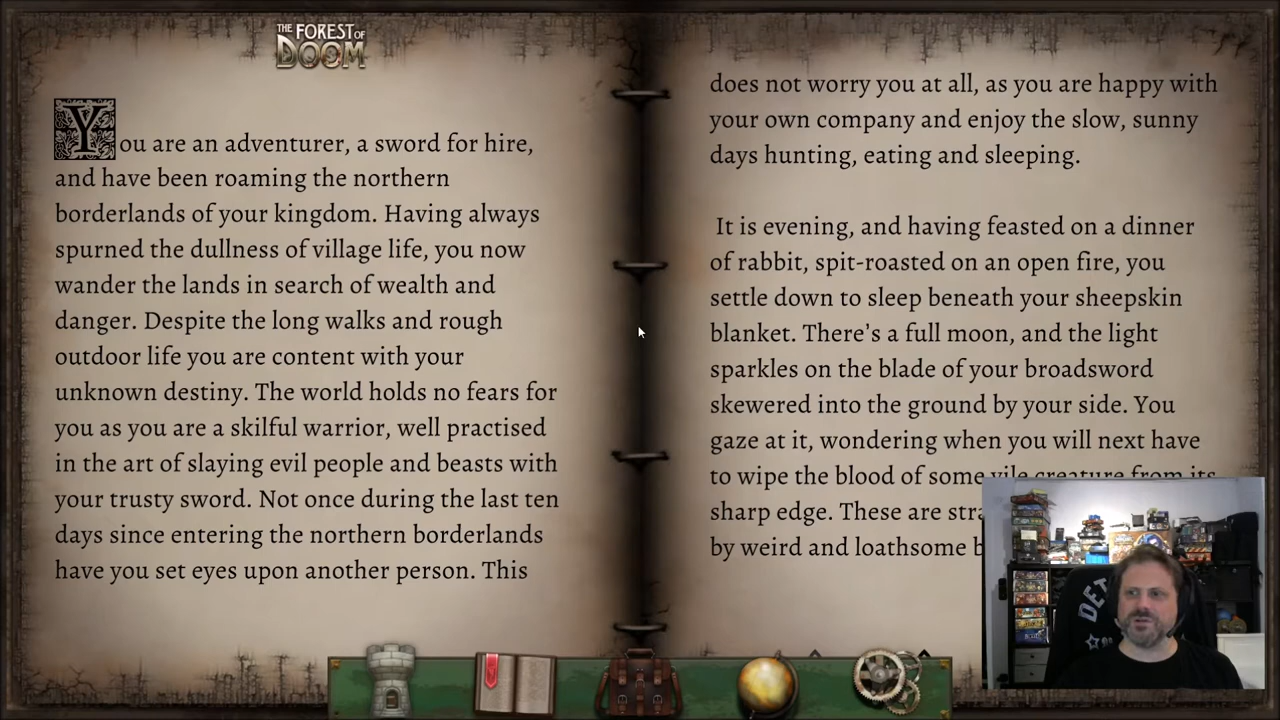 THE FOREST OF
DOOM
You are an adventurer, a sword for hire,
and have been roaming the northern
borderlands of your kingdom. Having always
spurned the dullness of village life, you now
wander the lands in search of wealth and
danger. Despite the long walks and rough
outdoor life you are content with your
unknown destiny. The world holds no fears for
you as you are a skilful warrior, well practised
in the art of slaying evil people and beasts with
your trusty sword. Not once during the last ten
days since entering the northern borderlands
have you set eyes upon another person. This
does not worry you at all, as you are happy with
your own company and enjoy the slow, sunny
days hunting, eating and sleeping.
It is evening, and having feasted on a dinner
of rabbit, spit-roasted on an open fire, you
settle down to sleep beneath your sheepskin
blanket. There's a full moon, and the light
sparkles on the blade of your broadsword
skewered into the ground by your side. You
gaze at it, wondering when you will next have
to wipe the blood of some vile creature from its
sharp edge. These are
by weird and loathsome
DET